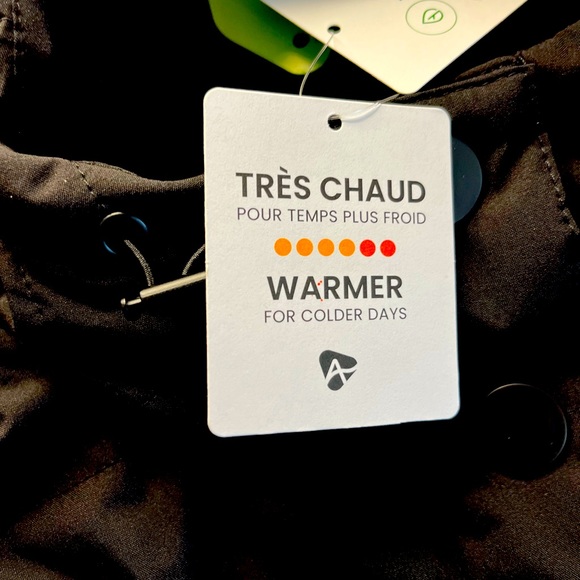 TRÈS CHAUD
POUR TEMPS PLUS FROID
WARMER
FOR COLDER DAYS